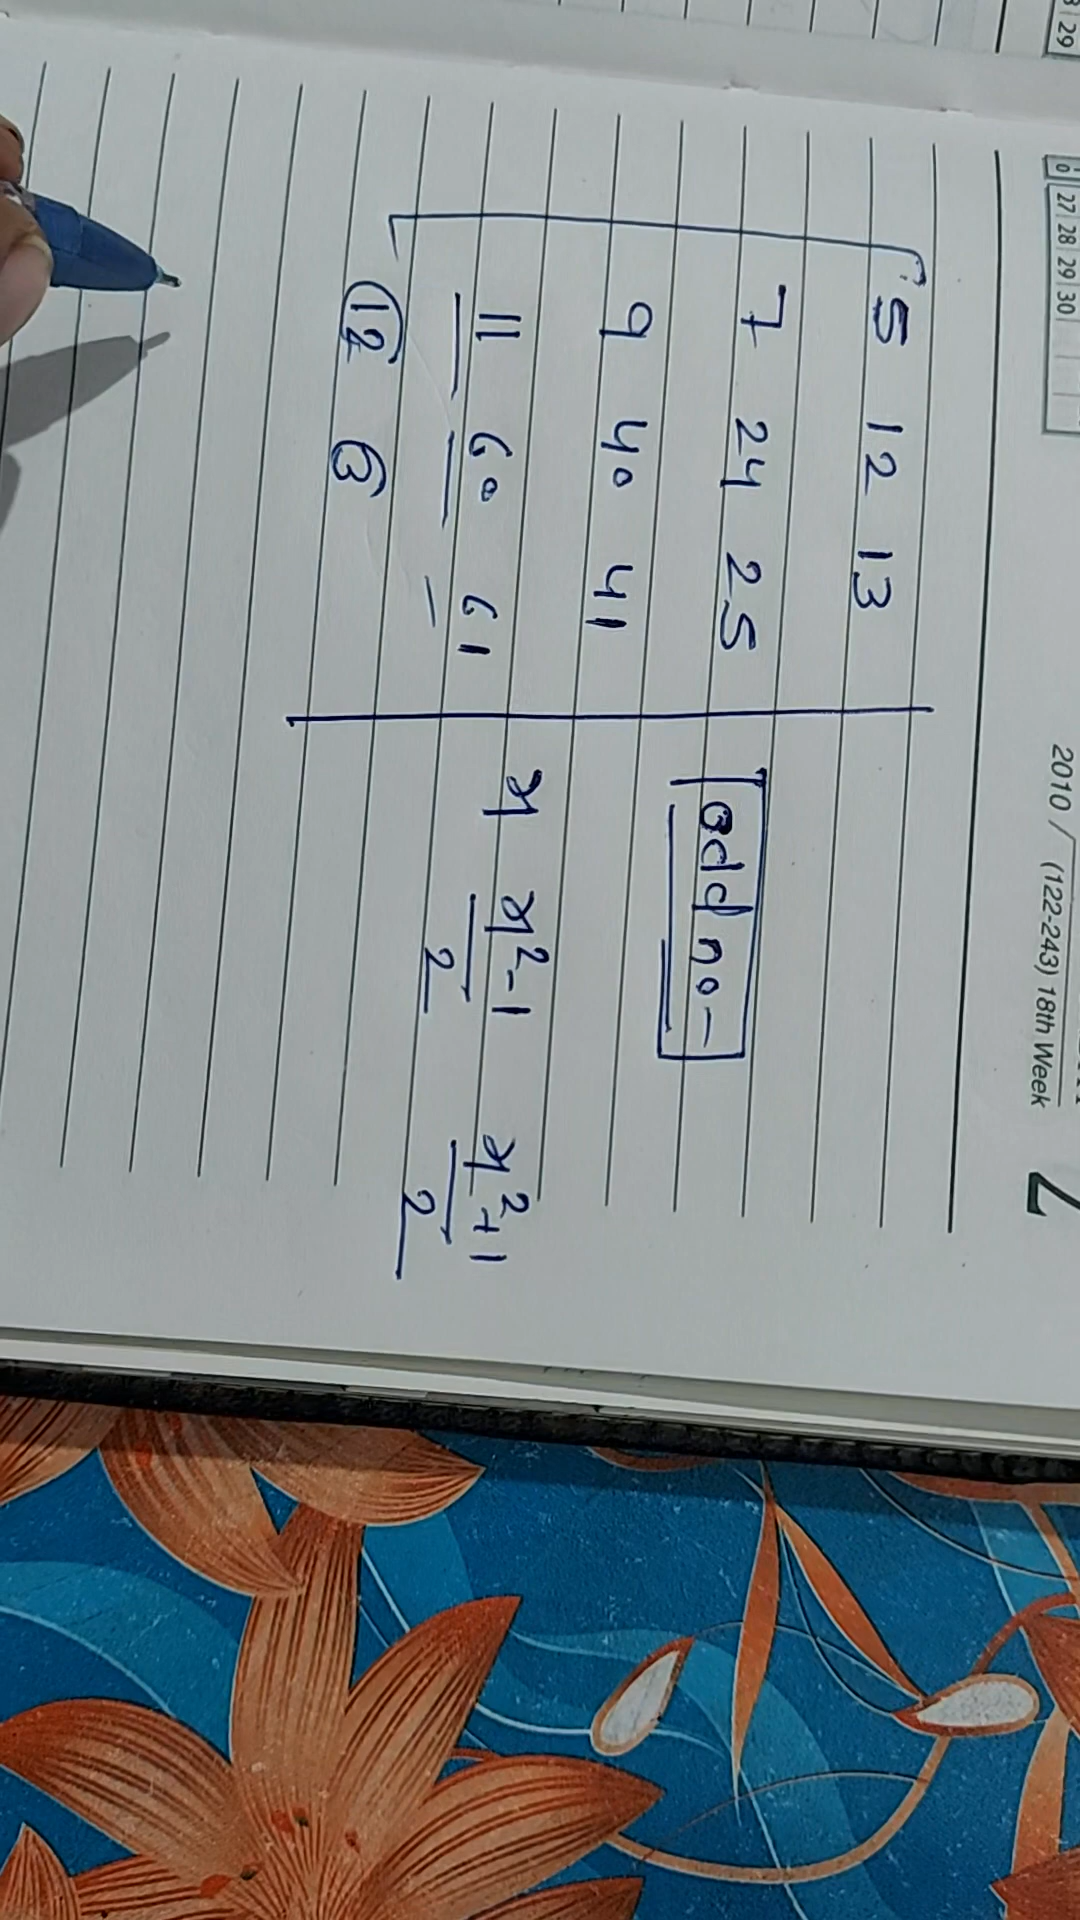 2010 / (122-243) 18th Week
27 28 29 30
29
5 12 13
7 24 25
9 40 41
11 60 61
12
odd no-
x x²-1/2 x²+1/2